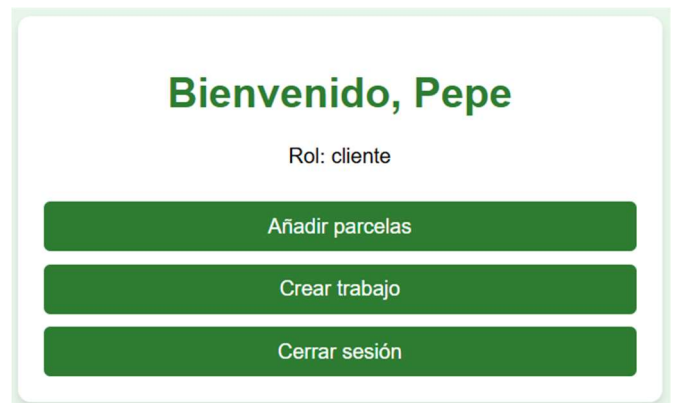 Bienvenido, Pepe
Rol: cliente
Añadir parcelas
Crear trabajo
Cerrar sesión